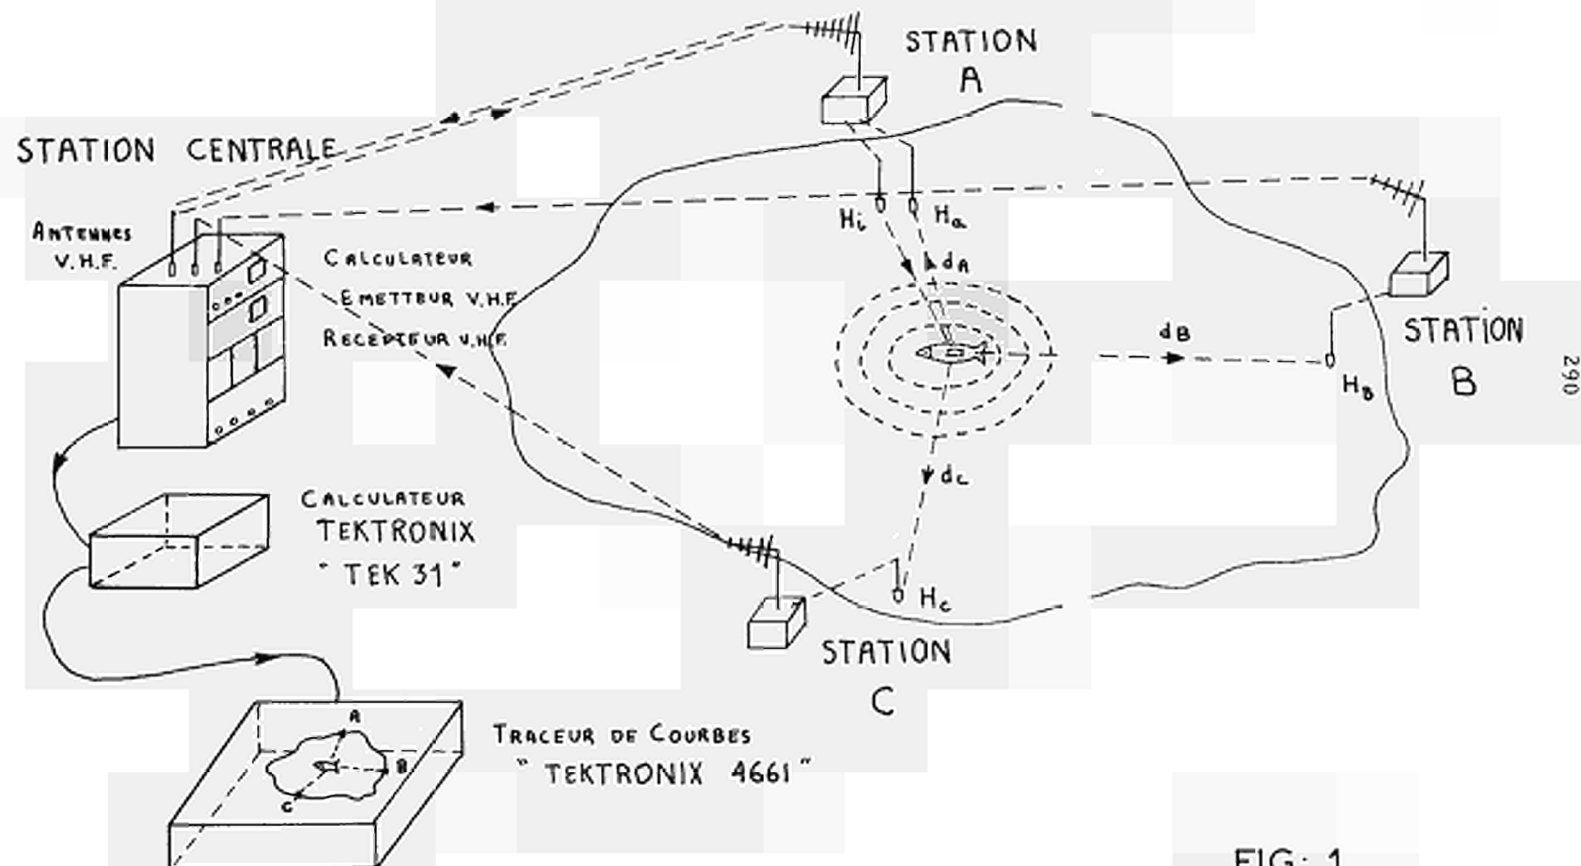 STATION
A
STATION CENTRALE
ANTENNES
V.H.F.
CALCULATEUR
EMETTEUR V.H.F.
RECEPTEUR V.H.F.
Hi
Ha
dA
dB
STATION
B
HB
290
dc
CALCULATEUR
TEKTRONIX
" TEK 31 "
Hc
STATION
C
A
B
C
TRACEUR DE COURBES
" TEKTRONIX 4661 "
FIG: 1